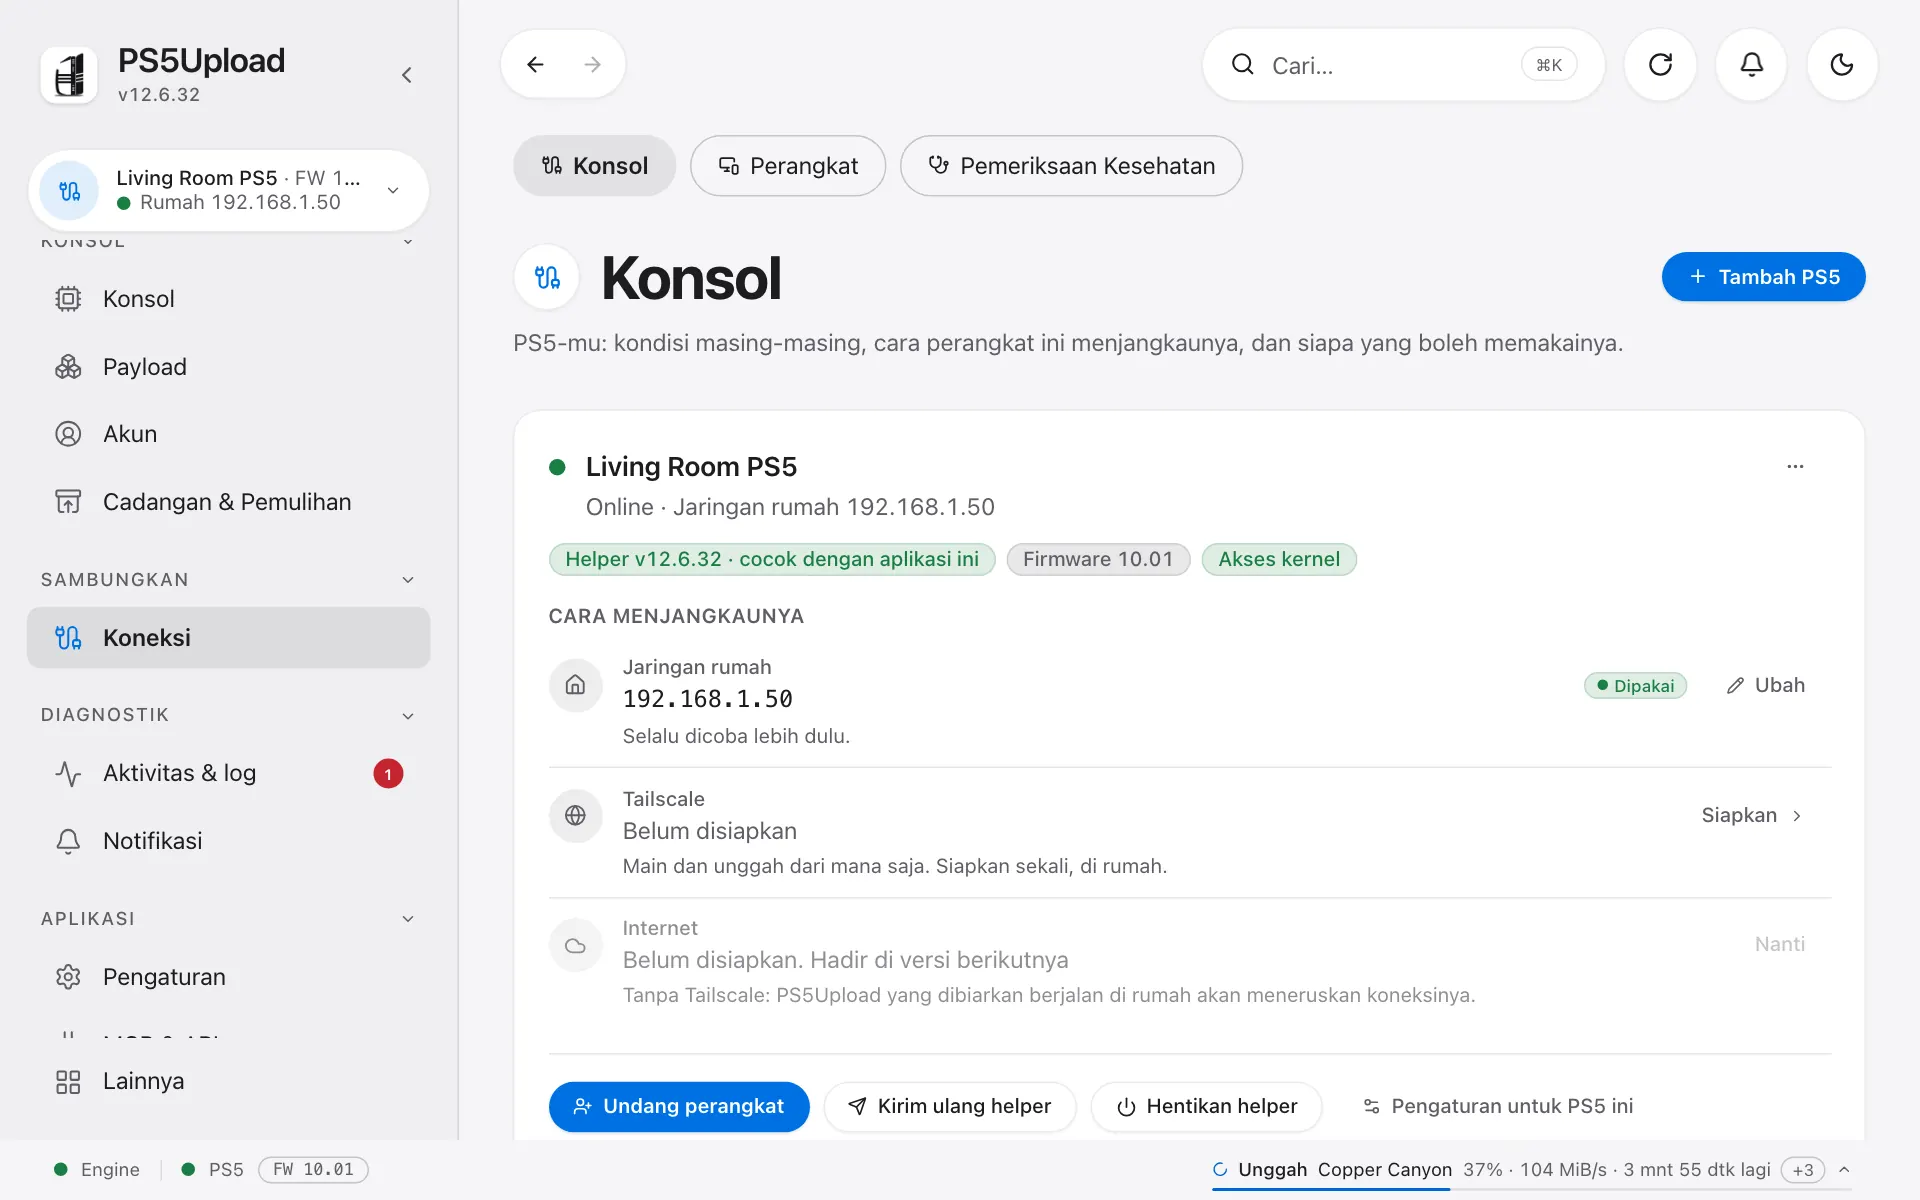 PS5Upload
v12.6.32
Living Room PS5 · FW 1...
Rumah 192.168.1.50
KONSOL
Konsol
Payload
Akun
Cadangan & Pemulihan
SAMBUNGKAN
Koneksi
DIAGNOSTIK
Aktivitas & log
1
Notifikasi
APLIKASI
Pengaturan
Lainnya
Cari...
⌘K
Konsol
Perangkat
Pemeriksaan Kesehatan
Konsol
+ Tambah PS5
PS5-mu: kondisi masing-masing, cara perangkat ini menjangkaunya, dan siapa yang boleh memakainya.
Living Room PS5
Online · Jaringan rumah 192.168.1.50
Helper v12.6.32 · cocok dengan aplikasi ini
Firmware 10.01
Akses kernel
CARA MENJANGKAUNYA
Jaringan rumah
192.168.1.50
Selalu dicoba lebih dulu.
Dipakai
Ubah
Tailscale
Belum disiapkan
Main dan unggah dari mana saja. Siapkan sekali, di rumah.
Siapkan
Internet
Belum disiapkan. Hadir di versi berikutnya
Tanpa Tailscale: PS5Upload yang dibiarkan berjalan di rumah akan meneruskan koneksinya.
Nanti
Undang perangkat
Kirim ulang helper
Hentikan helper
Pengaturan untuk PS5 ini
Engine
PS5
FW 10.01
Unggah Copper Canyon 37% · 104 MiB/s · 3 mnt 55 dtk lagi
+3